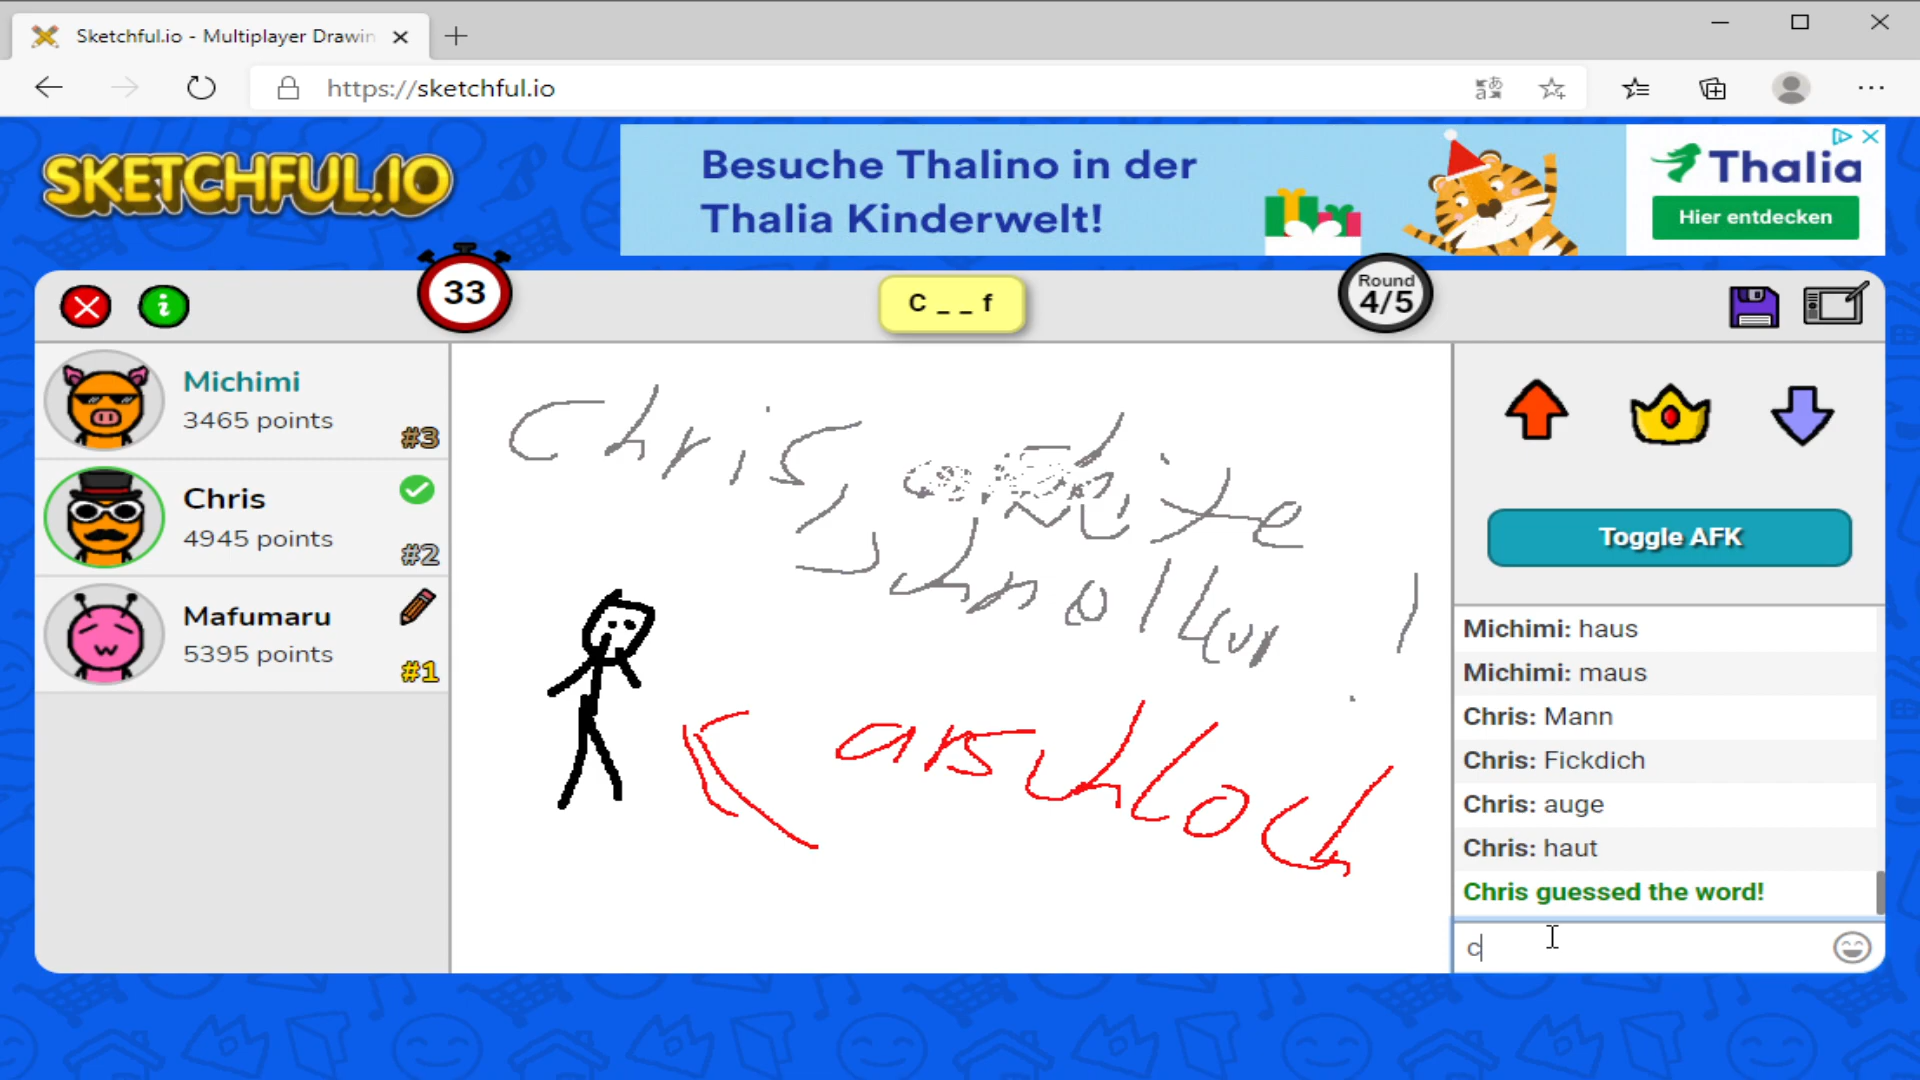 Sketchful.io - Multiplayer Drawin
https://sketchful.io
SKETCHFUL.IO
Besuche Thalino in der
Thalia Kinderwelt!
Thalia
Hier entdecken
33
C _ _ f
Round
4/5
Michimi
3465 points
#3
Chris
4945 points
#2
Mafumaru
5395 points
#1
Chris,
arschloch
Toggle AFK
Michimi: haus
Michimi: maus
Chris: Mann
Chris: Fickdich
Chris: auge
Chris: haut
Chris guessed the word!
c